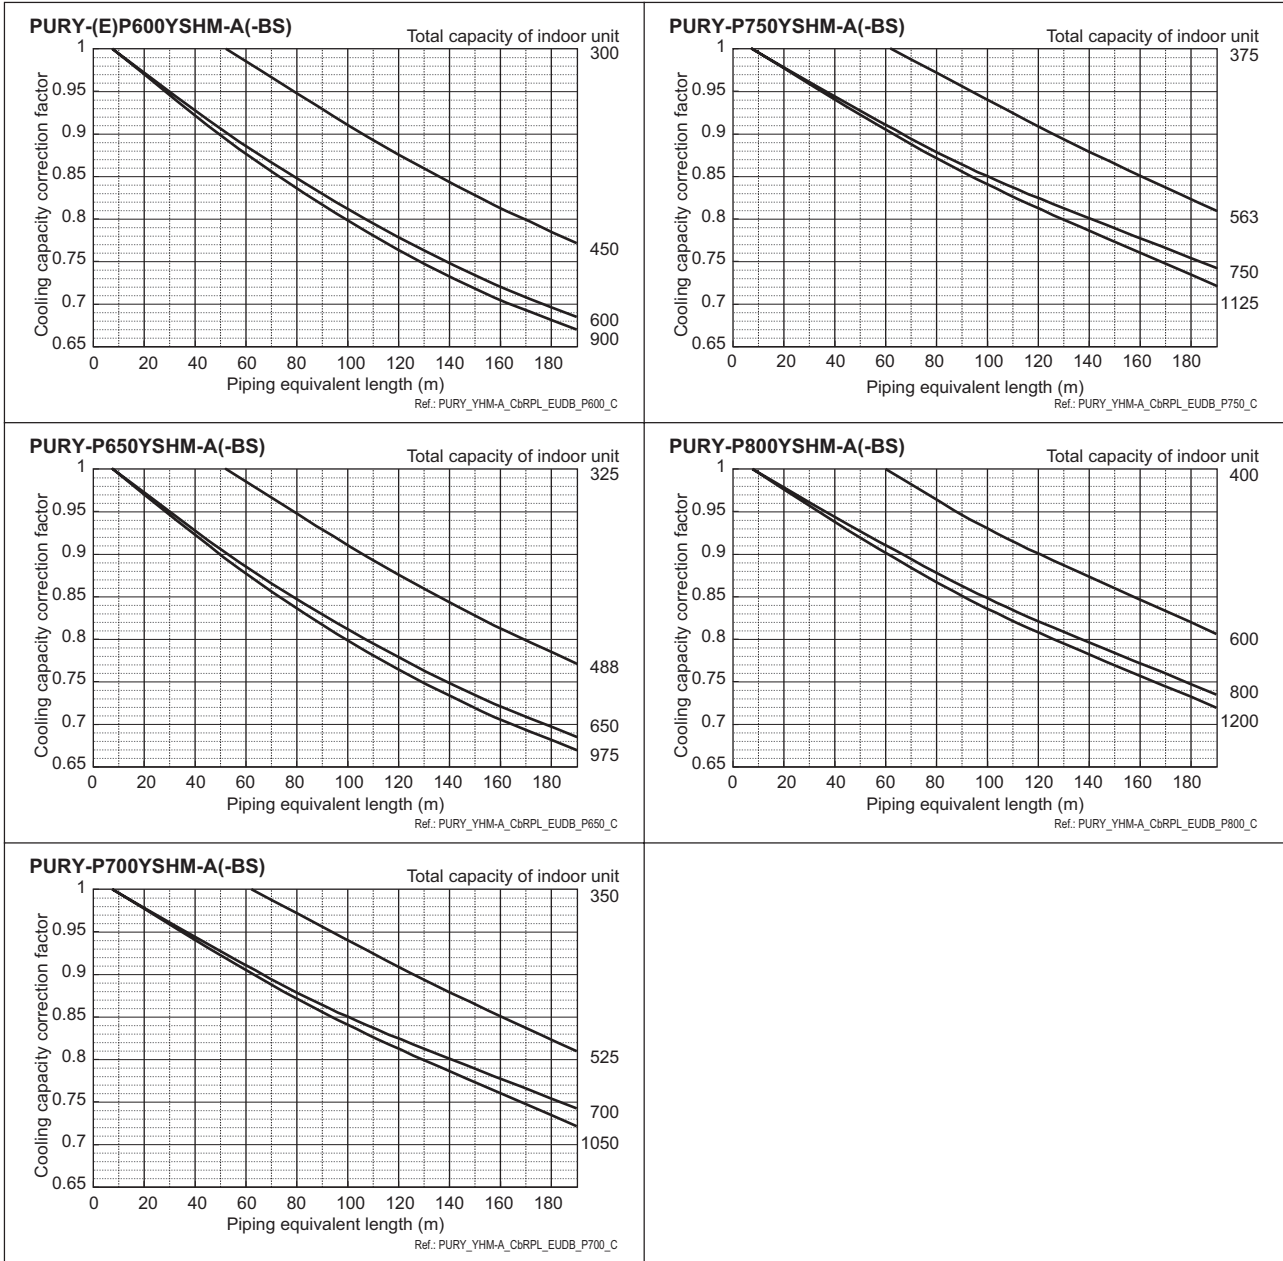 PURY-(E)P600YSHM-A(-BS)
Total capacity of indoor unit
Cooling capacity correction factor
1
0.95
0.9
0.85
0.8
0.75
0.7
0.65
300
450
600
900
0 20 40 60 80 100 120 140 160 180
Piping equivalent length (m)
Ref.: PURY_YHM-A_CbRPL_EUDB_P600_C
PURY-P750YSHM-A(-BS)
Total capacity of indoor unit
Cooling capacity correction factor
1
0.95
0.9
0.85
0.8
0.75
0.7
0.65
375
563
750
1125
0 20 40 60 80 100 120 140 160 180
Piping equivalent length (m)
Ref.: PURY_YHM-A_CbRPL_EUDB_P750_C
PURY-P650YSHM-A(-BS)
Total capacity of indoor unit
Cooling capacity correction factor
1
0.95
0.9
0.85
0.8
0.75
0.7
0.65
325
488
650
975
0 20 40 60 80 100 120 140 160 180
Piping equivalent length (m)
Ref.: PURY_YHM-A_CbRPL_EUDB_P650_C
PURY-P800YSHM-A(-BS)
Total capacity of indoor unit
Cooling capacity correction factor
1
0.95
0.9
0.85
0.8
0.75
0.7
0.65
400
600
800
1200
0 20 40 60 80 100 120 140 160 180
Piping equivalent length (m)
Ref.: PURY_YHM-A_CbRPL_EUDB_P800_C
PURY-P700YSHM-A(-BS)
Total capacity of indoor unit
Cooling capacity correction factor
1
0.95
0.9
0.85
0.8
0.75
0.7
0.65
350
525
700
1050
0 20 40 60 80 100 120 140 160 180
Piping equivalent length (m)
Ref.: PURY_YHM-A_CbRPL_EUDB_P700_C